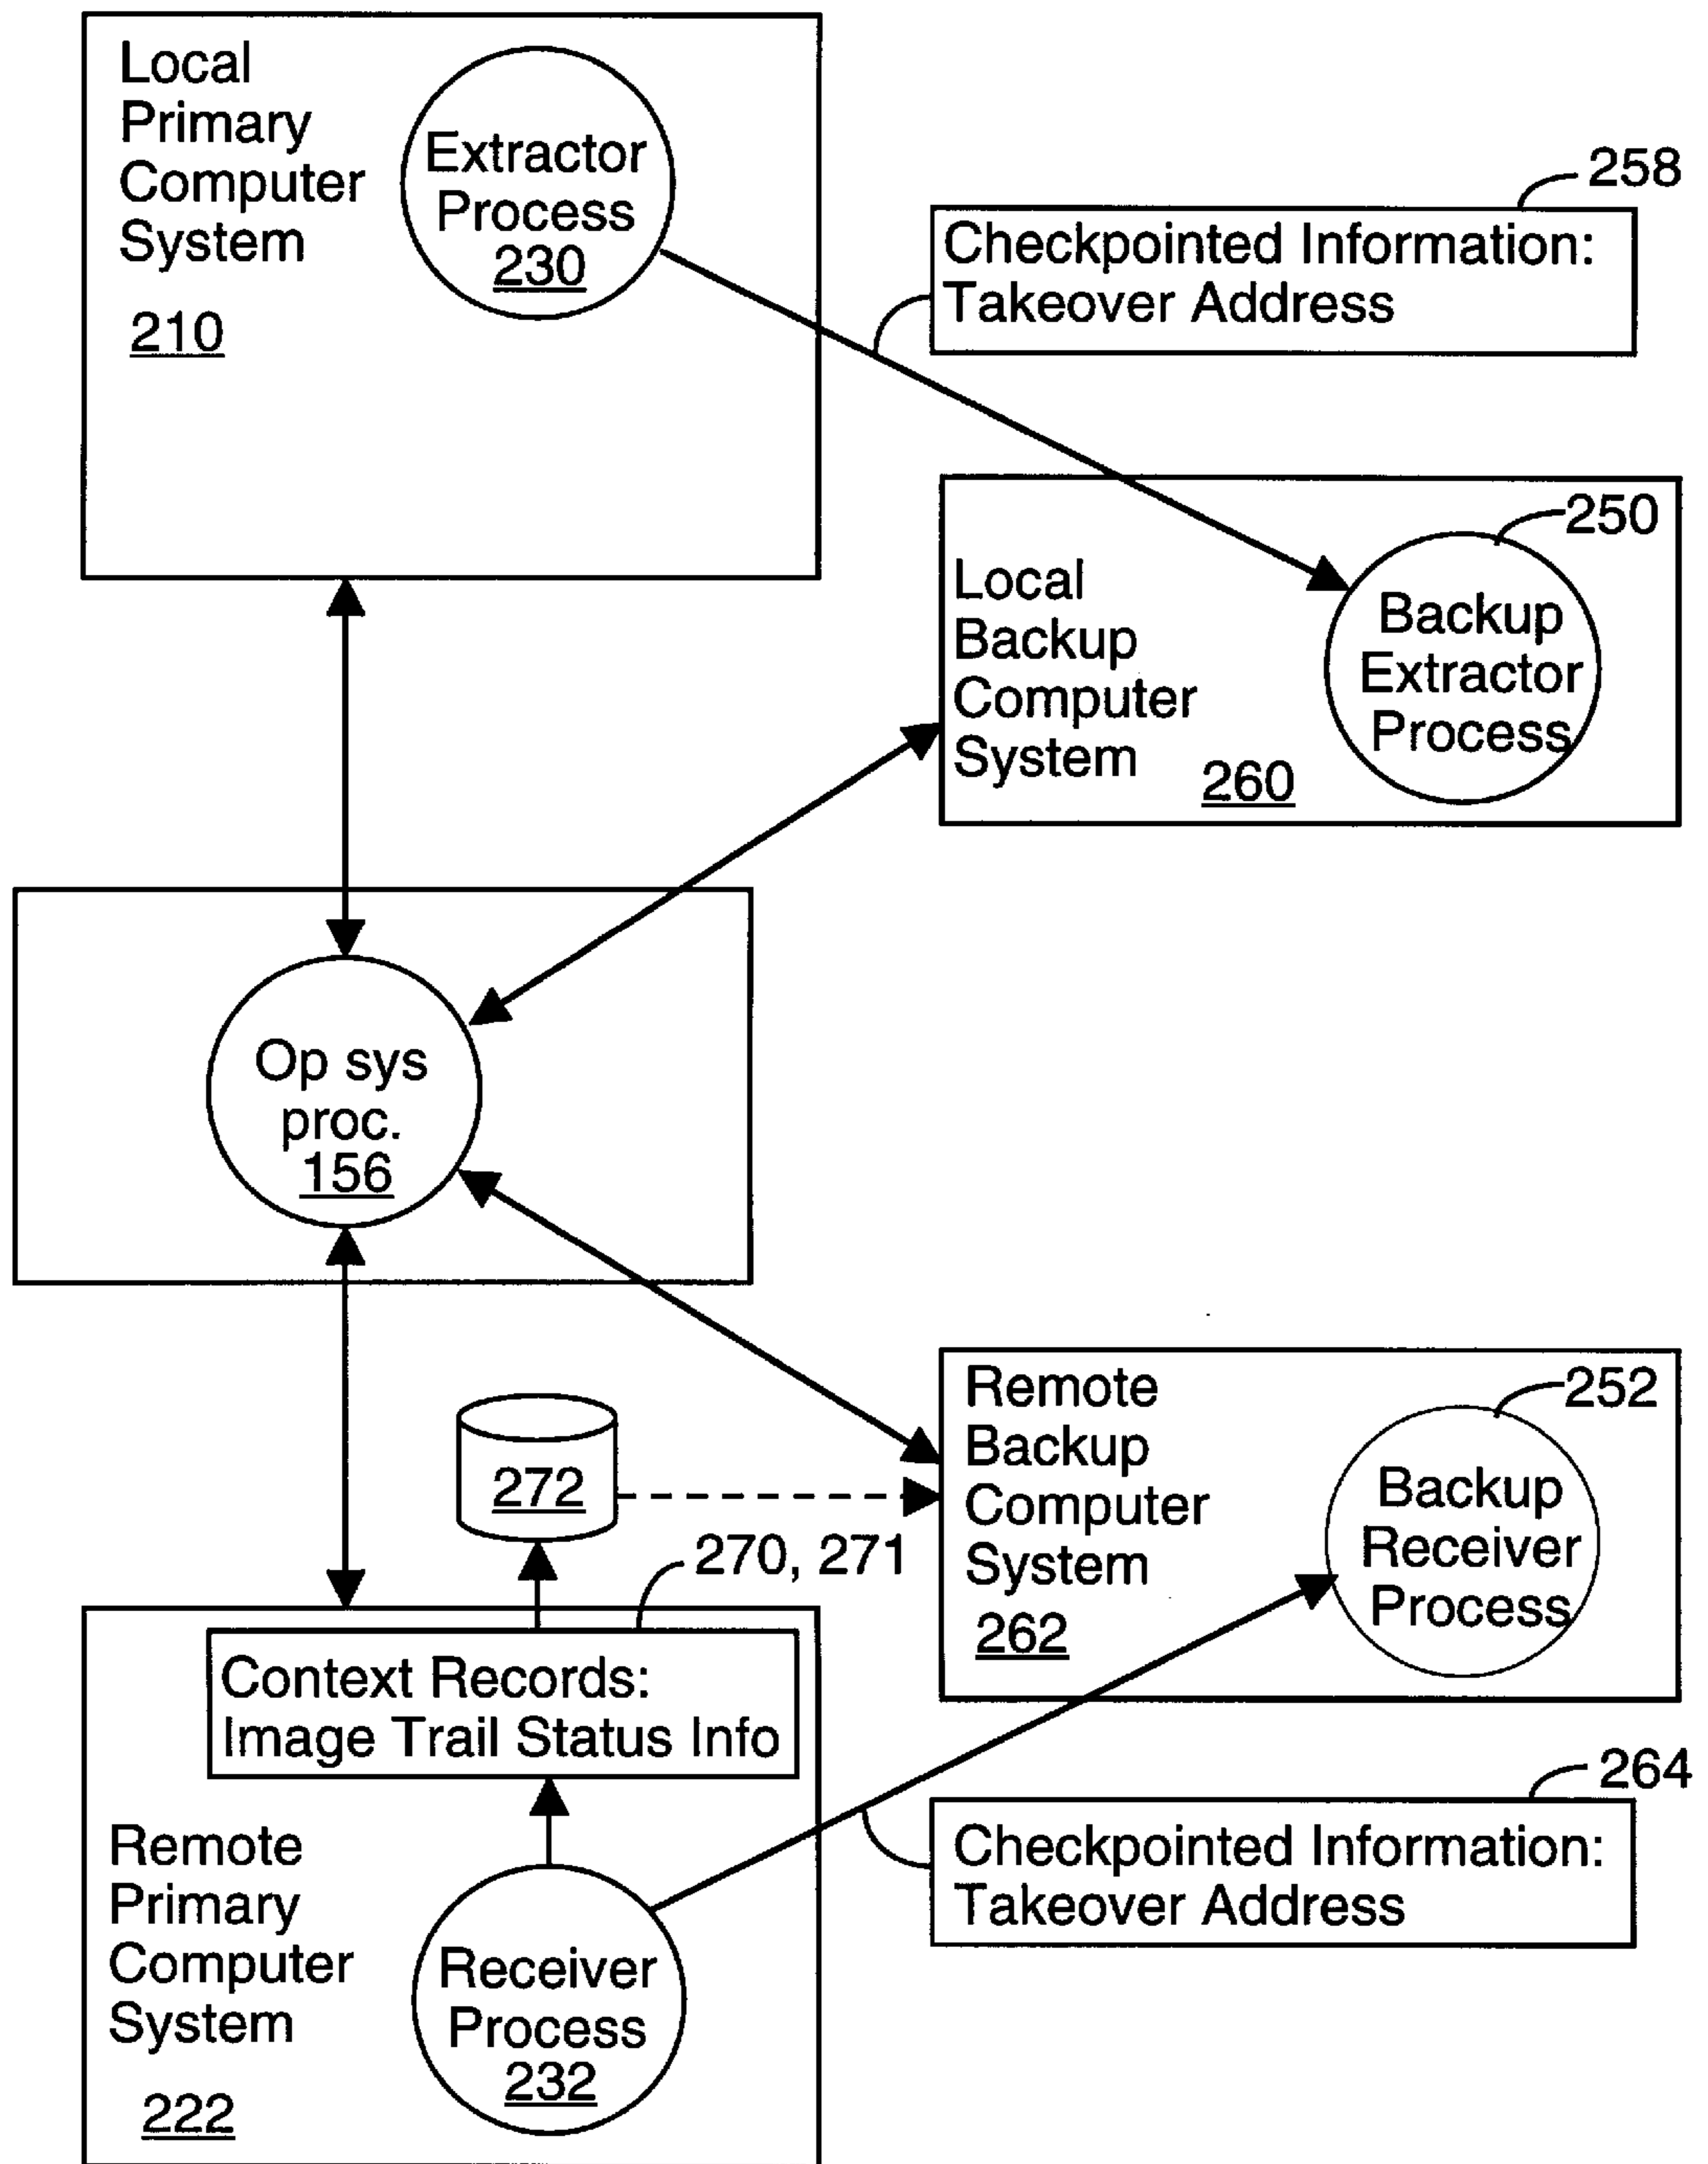 Local
Primary
Computer
System
210
Extractor
Process
230
258
Checkpointed Information:
Takeover Address
250
Local
Backup
Computer
System
260
Backup
Extractor
Process
Op sys
proc.
156
272
270, 271
Remote
Backup
Computer
System
262
252
Backup
Receiver
Process
Context Records:
Image Trail Status Info
264
Checkpointed Information:
Takeover Address
Remote
Primary
Computer
System
222
Receiver
Process
232